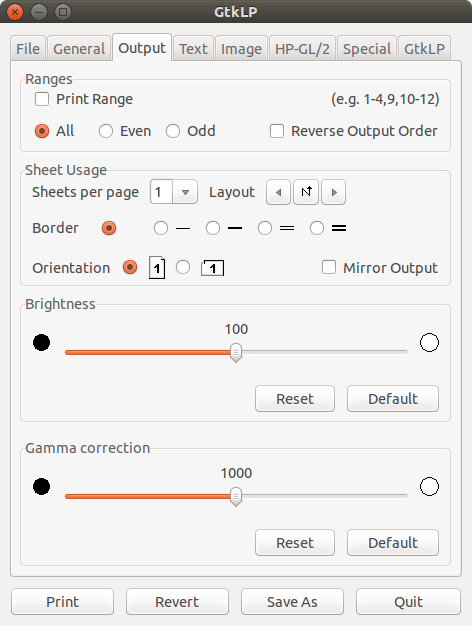 GtkLP
File General Output Text Image HP-GL/2 Special GtkLP
Ranges
Print Range (e.g. 1-4,9,10-12)
All Even Odd Reverse Output Order
Sheet Usage
Sheets per page 1 Layout
Border
Orientation 1 1 Mirror Output
Brightness
100
Reset Default
Gamma correction
1000
Reset Default
Print Revert Save As Quit